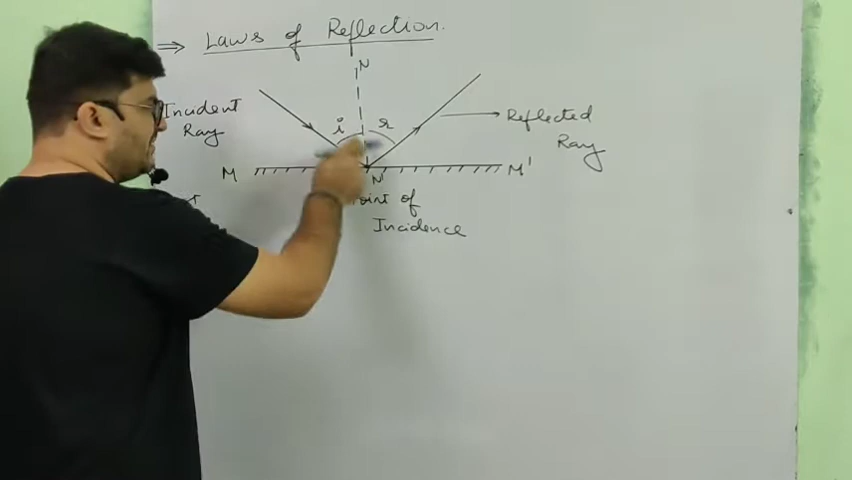 ⇒ Laws of Reflection.
N
Incident
Ray
i
r
Reflected
Ray
M
M'
N'
Point of
Incidence